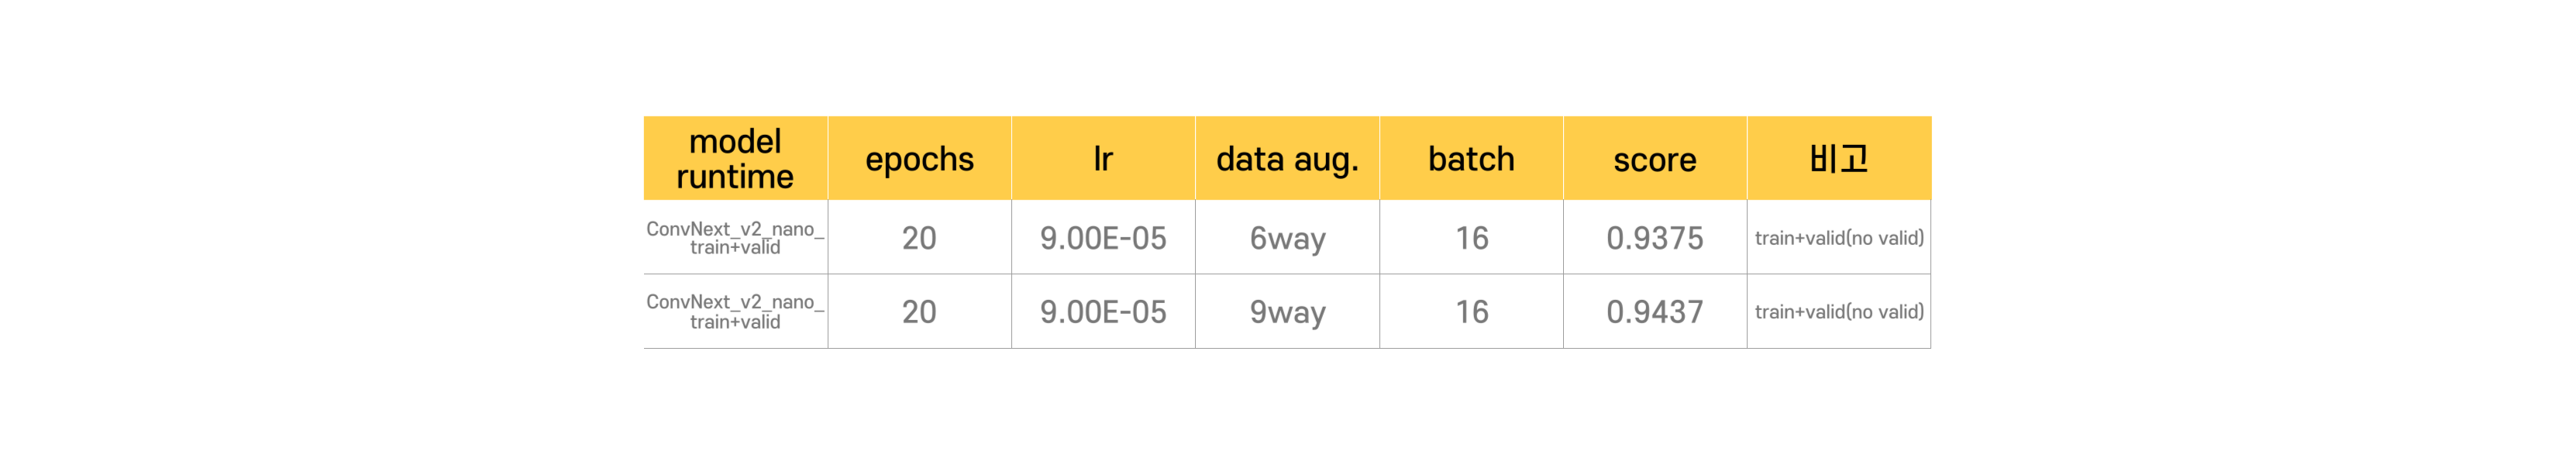 model
runtime
epochs
lr
data aug.
batch
score
비고
ConvNext_v2_nano_
train+valid
20
9.00E-05
6way
16
0.9375
train+valid(no valid)
ConvNext_v2_nano_
train+valid
20
9.00E-05
9way
16
0.9437
train+valid(no valid)